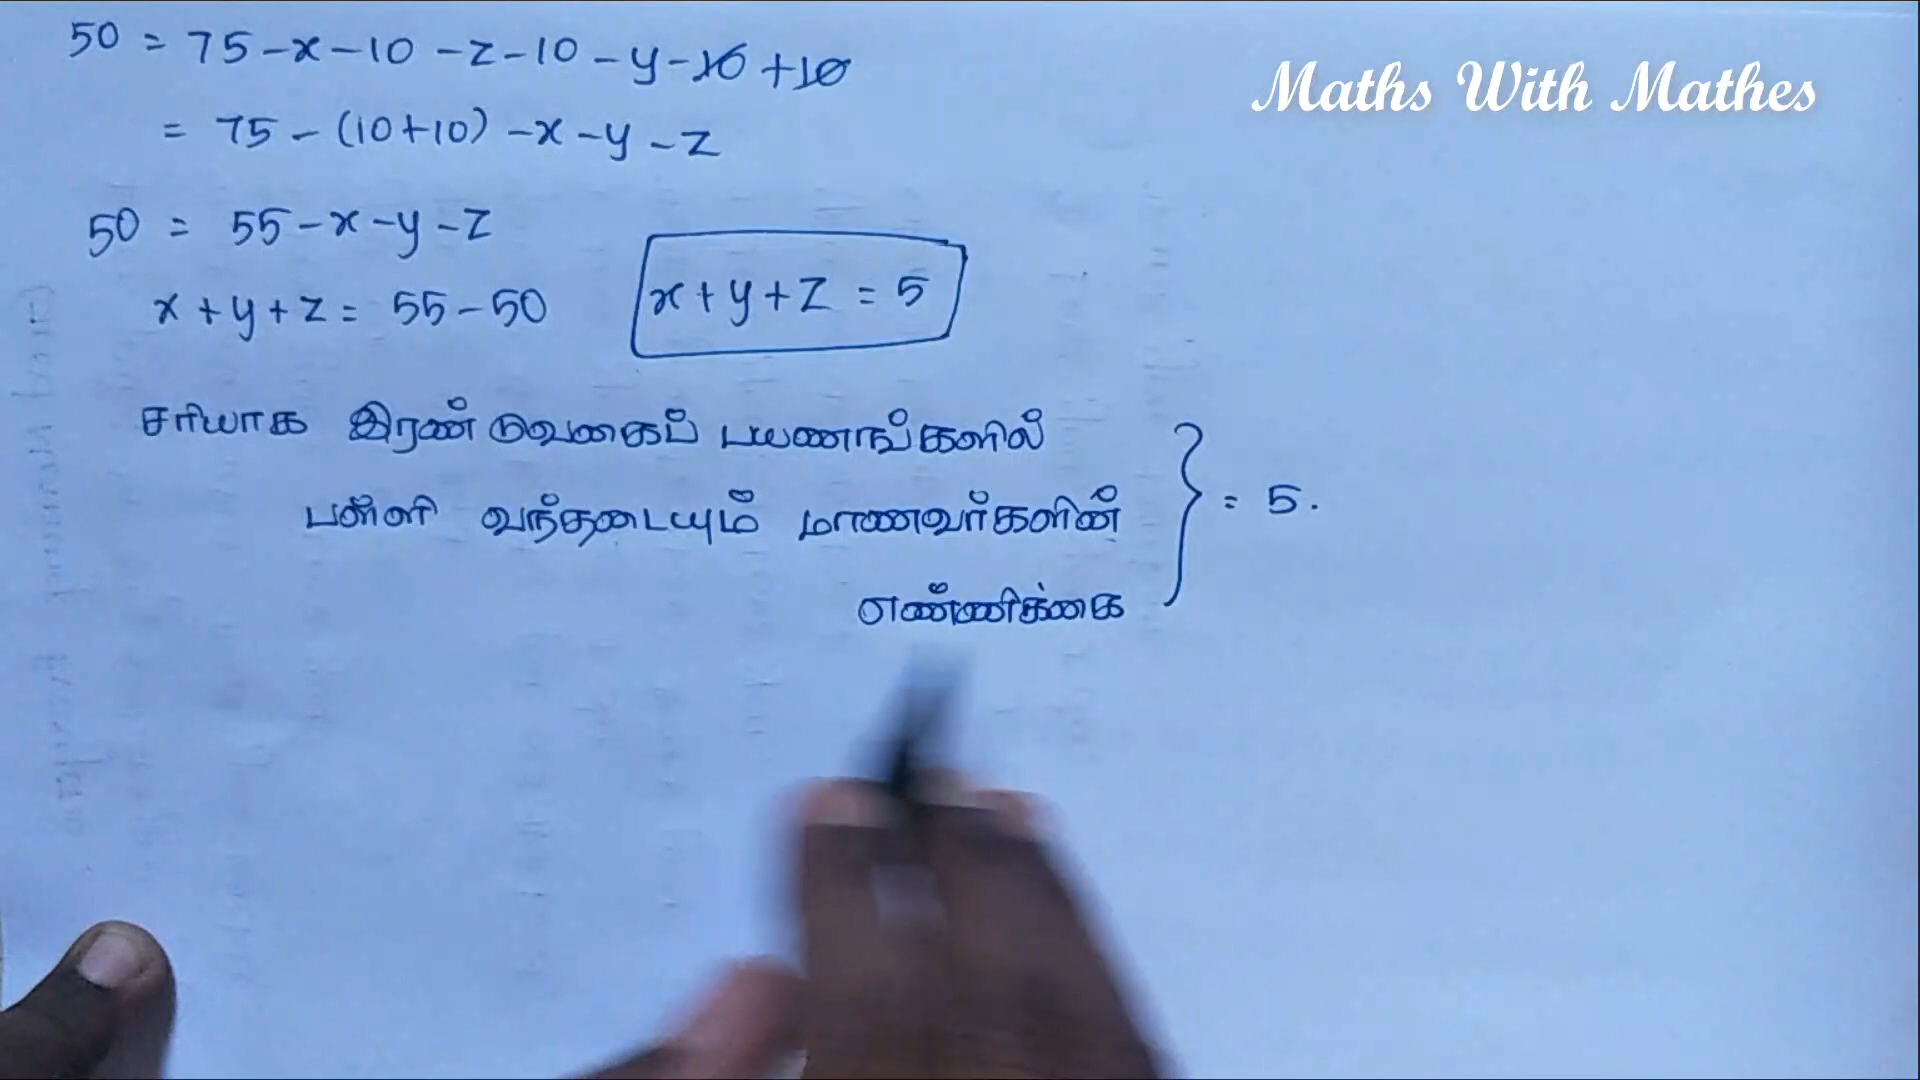 50 = 75 - x - 10 - z - 10 - y - 10 + 10
Maths With Mathes
= 75 - (10+10) - x - y - z
50 = 55 - x - y - z
x + y + z = 55 - 50
x + y + z = 5
சரியாக இரண்டுவகைப் பயணங்களில்
பள்ளி வந்தடையும் மாணவர்களின்
எண்ணிக்கை
= 5.